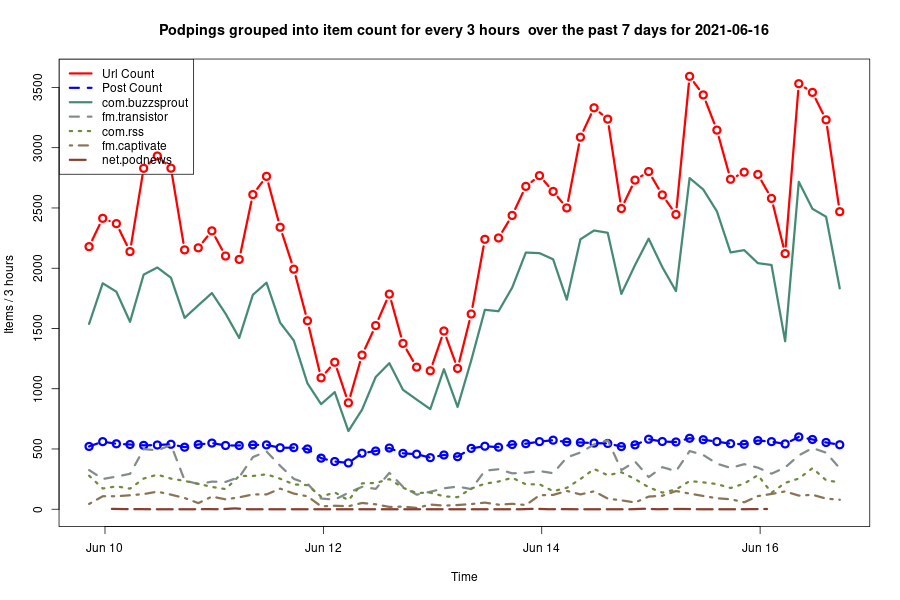 Podpings grouped into item count for every 3 hours  over the past 7 days for 2021-06-16
Url Count
Post Count
com.buzzsprout
fm.transistor
com.rss
fm.captivate
net.podnews
Items / 3 hours
3500
3000
2500
2000
1500
1000
500
0
Jun 10
Jun 12
Jun 14
Jun 16
Time